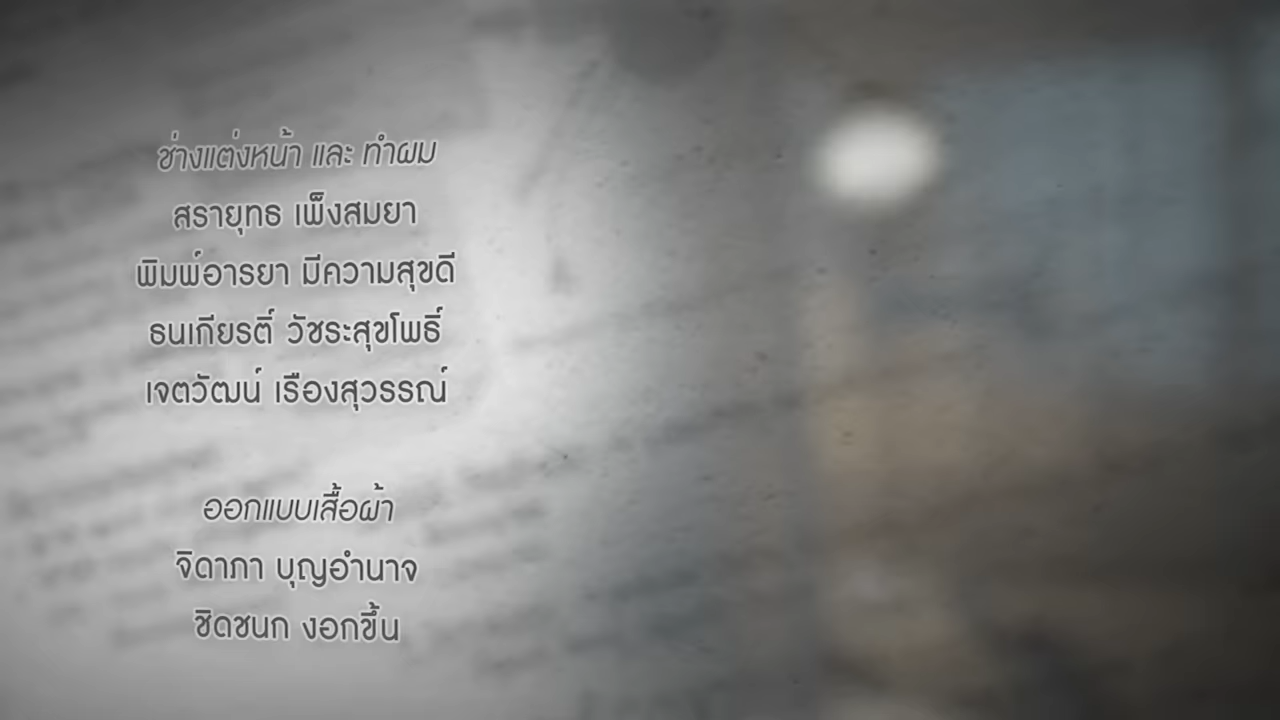 ช่างแต่งหน้า และ ทำผม
สรายุทธ เพ็งสมยา
พิมพ์อารยา มีความสุขดี
ธนเกียรติ์ วัชระสุขโพธิ์
เจตวัฒน์ เรืองสุวรรณ์
ออกแบบเสื้อผ้า
จิดาภา บุญอำนาจ
ชิดชนก งอกขึ้น